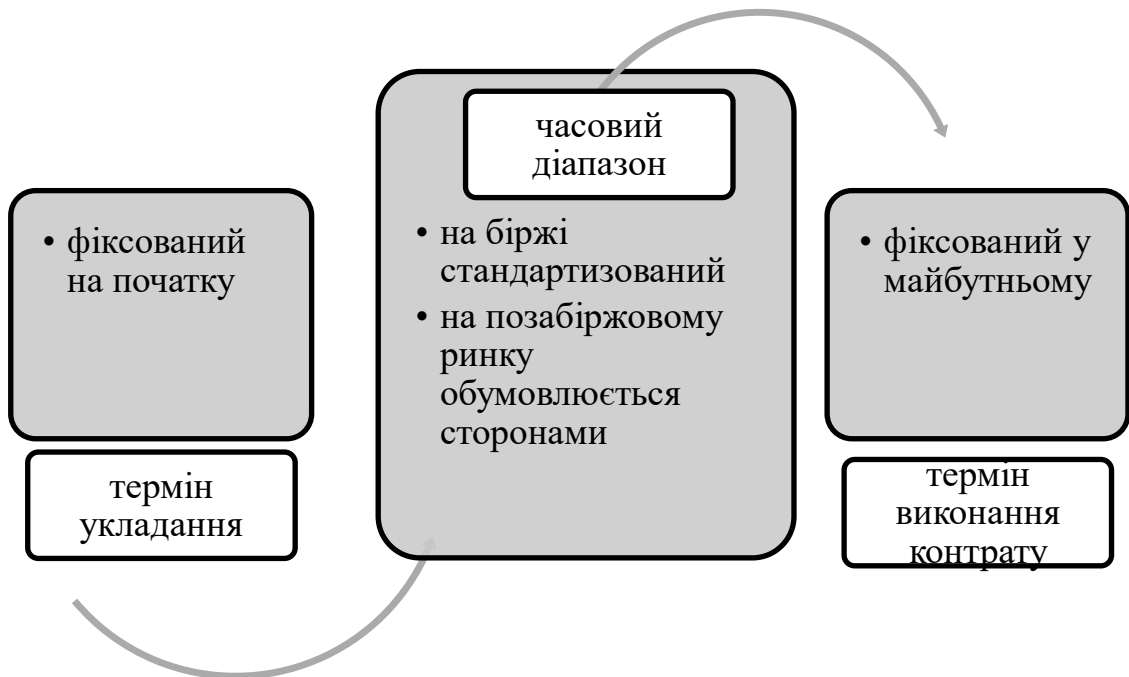 • фіксований
на початку
термін
укладання
часовий
діапазон
• на біржі
стандартизований
• на позабіржовому
ринку
обумовлюється
сторонами
• фіксований у
майбутньому
термін
виконання
контрату